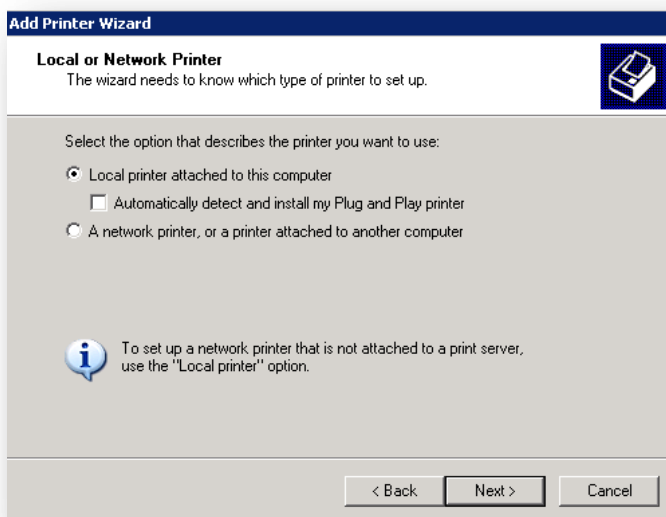 Add Printer Wizard
Local or Network Printer
The wizard needs to know which type of printer to set up.
Select the option that describes the printer you want to use:
Local printer attached to this computer
Automatically detect and install my Plug and Play printer
A network printer, or a printer attached to another computer
To set up a network printer that is not attached to a print server,
use the "Local printer" option.
< Back
Next >
Cancel